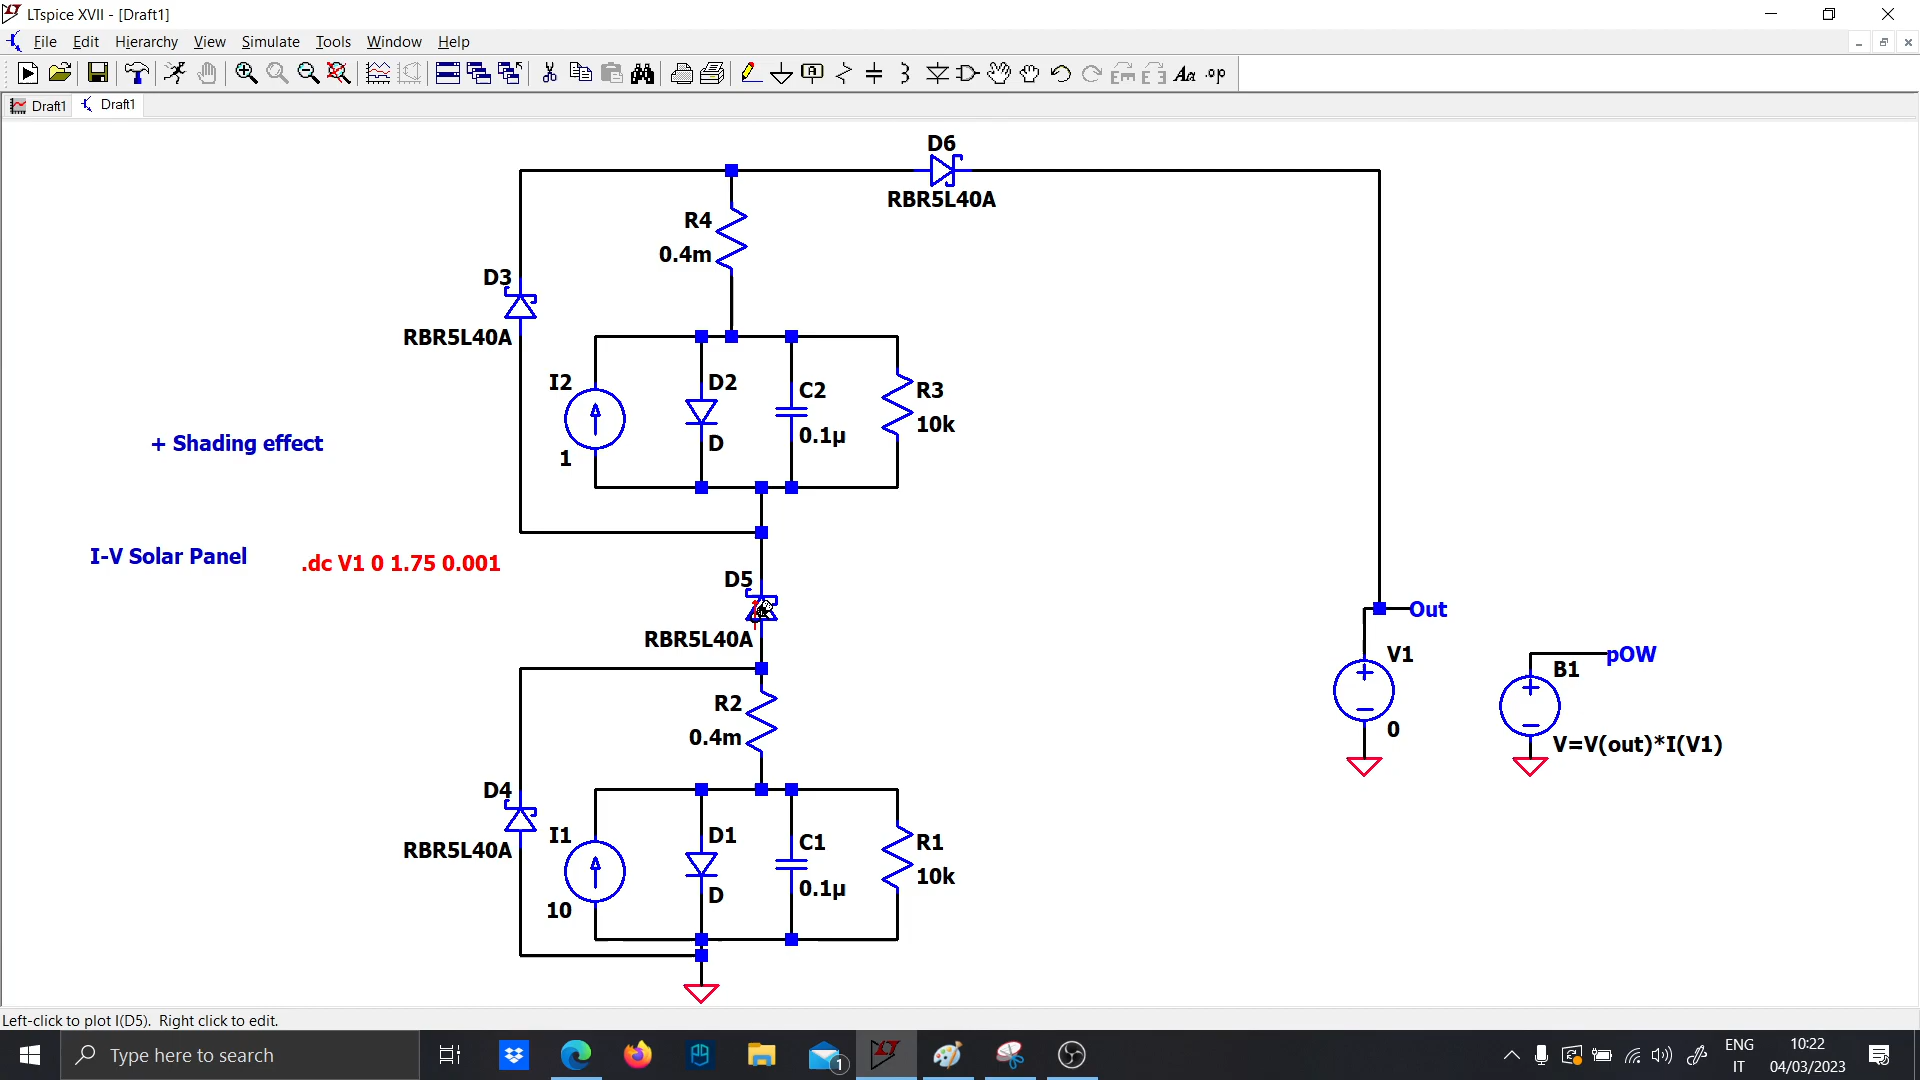 LTspice XVII - [Draft1]
File Edit Hierarchy View Simulate Tools Window Help
Draft1 Draft1
D6
RBR5L40A
R4
0.4m
D3
RBR5L40A
I2
1
D2
D
C2
0.1µ
R3
10k
+ Shading effect
I-V Solar Panel
.dc V1 0 1.75 0.001
D5
RBR5L40A
Out
V1
0
pOW
B1
V=V(out)*I(V1)
R2
0.4m
D4
RBR5L40A
I1
10
D1
D
C1
0.1µ
R1
10k
Left-click to plot I(D5). Right click to edit.
Type here to search
1
ENG
IT
10:22
04/03/2023